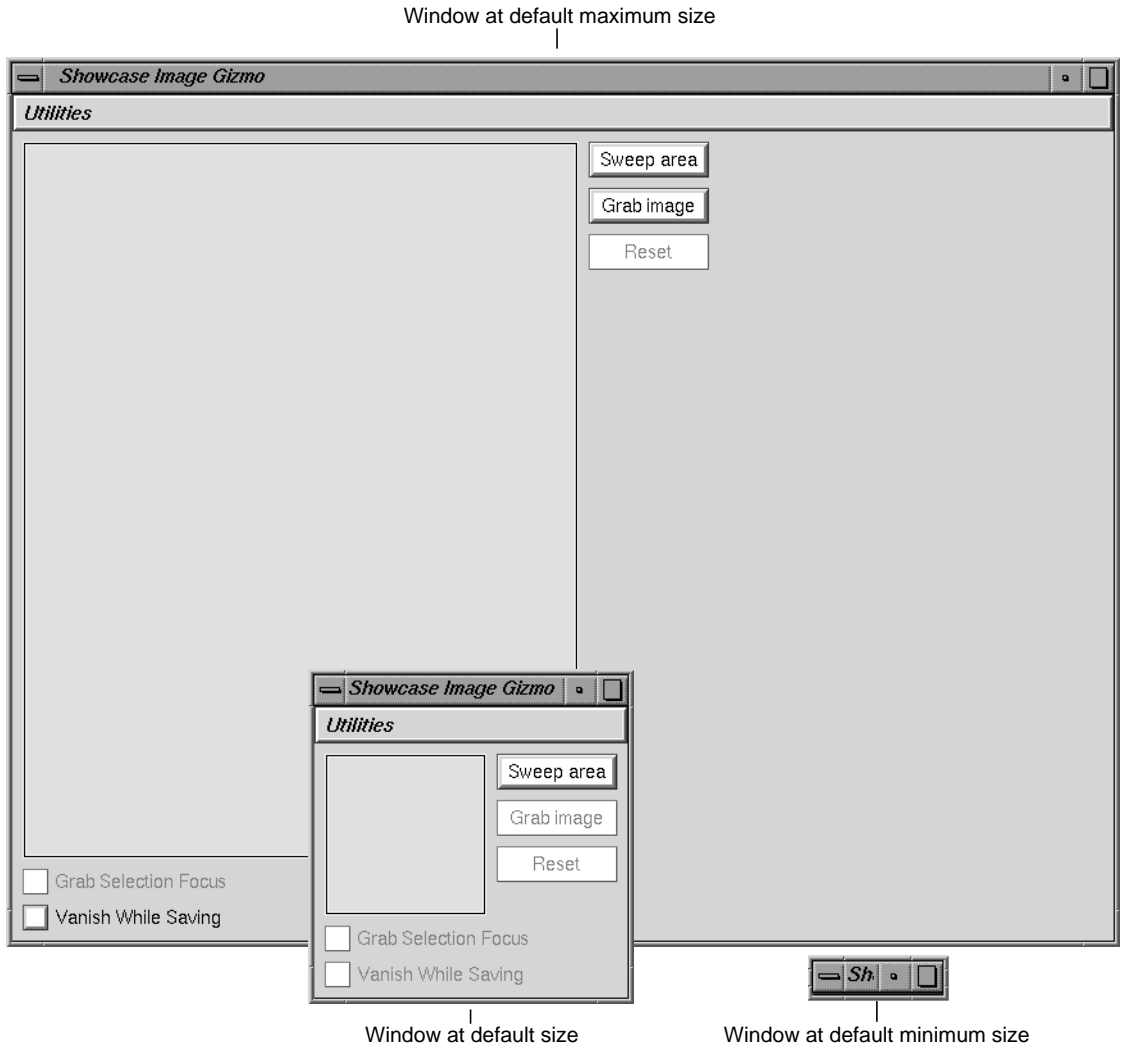 Window at default maximum size
Showcase Image Gizmo
Utilities
Sweep area
Grab image
Reset
Grab Selection Focus
Vanish While Saving
Showcase Image Gizmo
Utilities
Sweep area
Grab image
Reset
Grab Selection Focus
Vanish While Saving
Window at default size
Sh
Window at default minimum size